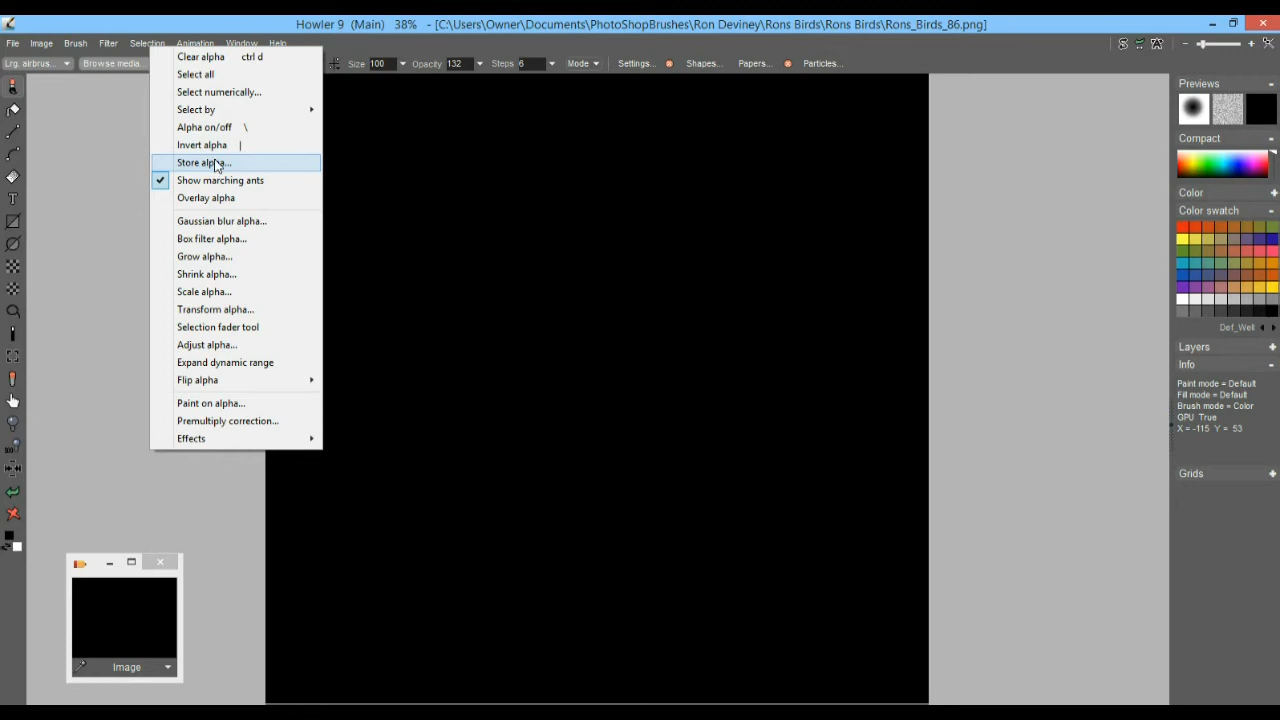 Howler 9 (Main) 38% - [C:\Users\Owner\Documents\PhotoShopBrushes\Ron Deviney\Rons Birds\Rons Birds\Rons_Birds_86.png]
File Image Brush Filter Selection Animation Window Help
Lrg. airbrus... Browse media... Size 100 Opacity 132 Steps 6 Mode Settings... Shapes... Papers... Particles...
Clear alpha ctrl d
Select all
Select numerically...
Select by
Alpha on/off \
Invert alpha |
Store alpha...
Show marching ants
Overlay alpha
Gaussian blur alpha...
Box filter alpha...
Grow alpha...
Shrink alpha...
Scale alpha...
Transform alpha...
Selection fader tool
Adjust alpha...
Expand dynamic range
Flip alpha
Paint on alpha...
Premultiply correction...
Effects
Image
Previews
Compact
Color
Color swatch
Def_Well
Layers
Info
Paint mode = Default
Fill mode = Default
Brush mode = Color
GPU True
X = -115 Y = 53
Grids